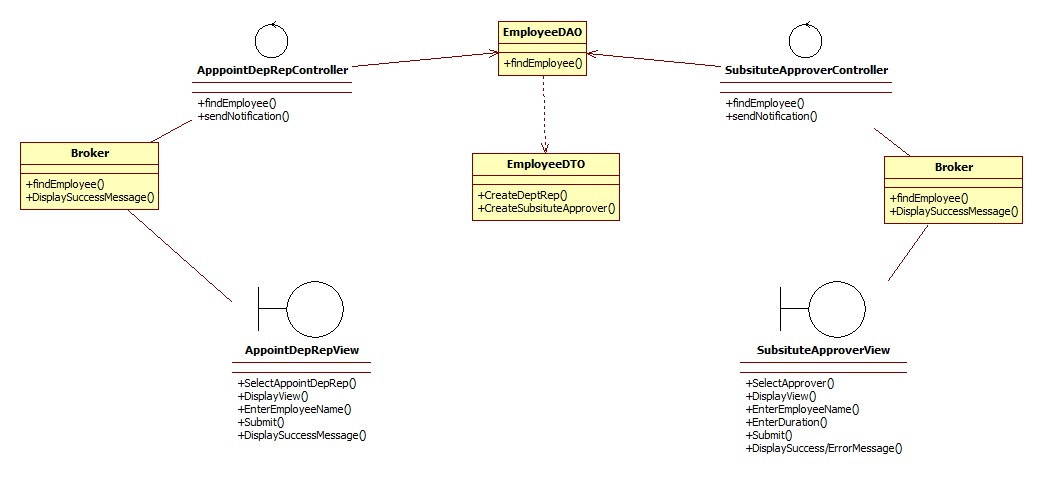 EmployeeDAO
+findEmployee()
ApppointDepRepController
+findEmployee()
+sendNotification()
SubsituteApproverController
+findEmployee()
+sendNotification()
Broker
+findEmployee()
+DisplaySuccessMessage()
EmployeeDTO
+CreateDeptRep()
+CreateSubsituteApprover()
Broker
+findEmployee()
+DisplaySuccessMessage()
AppointDepRepView
+SelectAppointDepRep()
+DisplayView()
+EnterEmployeeName()
+Submit()
+DisplaySuccessMessage()
SubsituteApproverView
+SelectApprover()
+DisplayView()
+EnterEmployeeName()
+EnterDuration()
+Submit()
+DisplaySuccess/ErrorMessage()